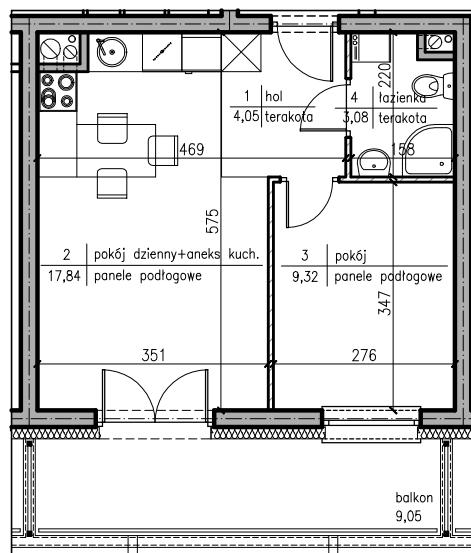 1 hol
4,05 terakota
4 łazienka
3,08 terakota
220
469
158
575
2 pokój dzienny+aneks kuch.
17,84 panele podłogowe
3 pokój
9,32 panele podłogowe
347
351
276
balkon
9,05